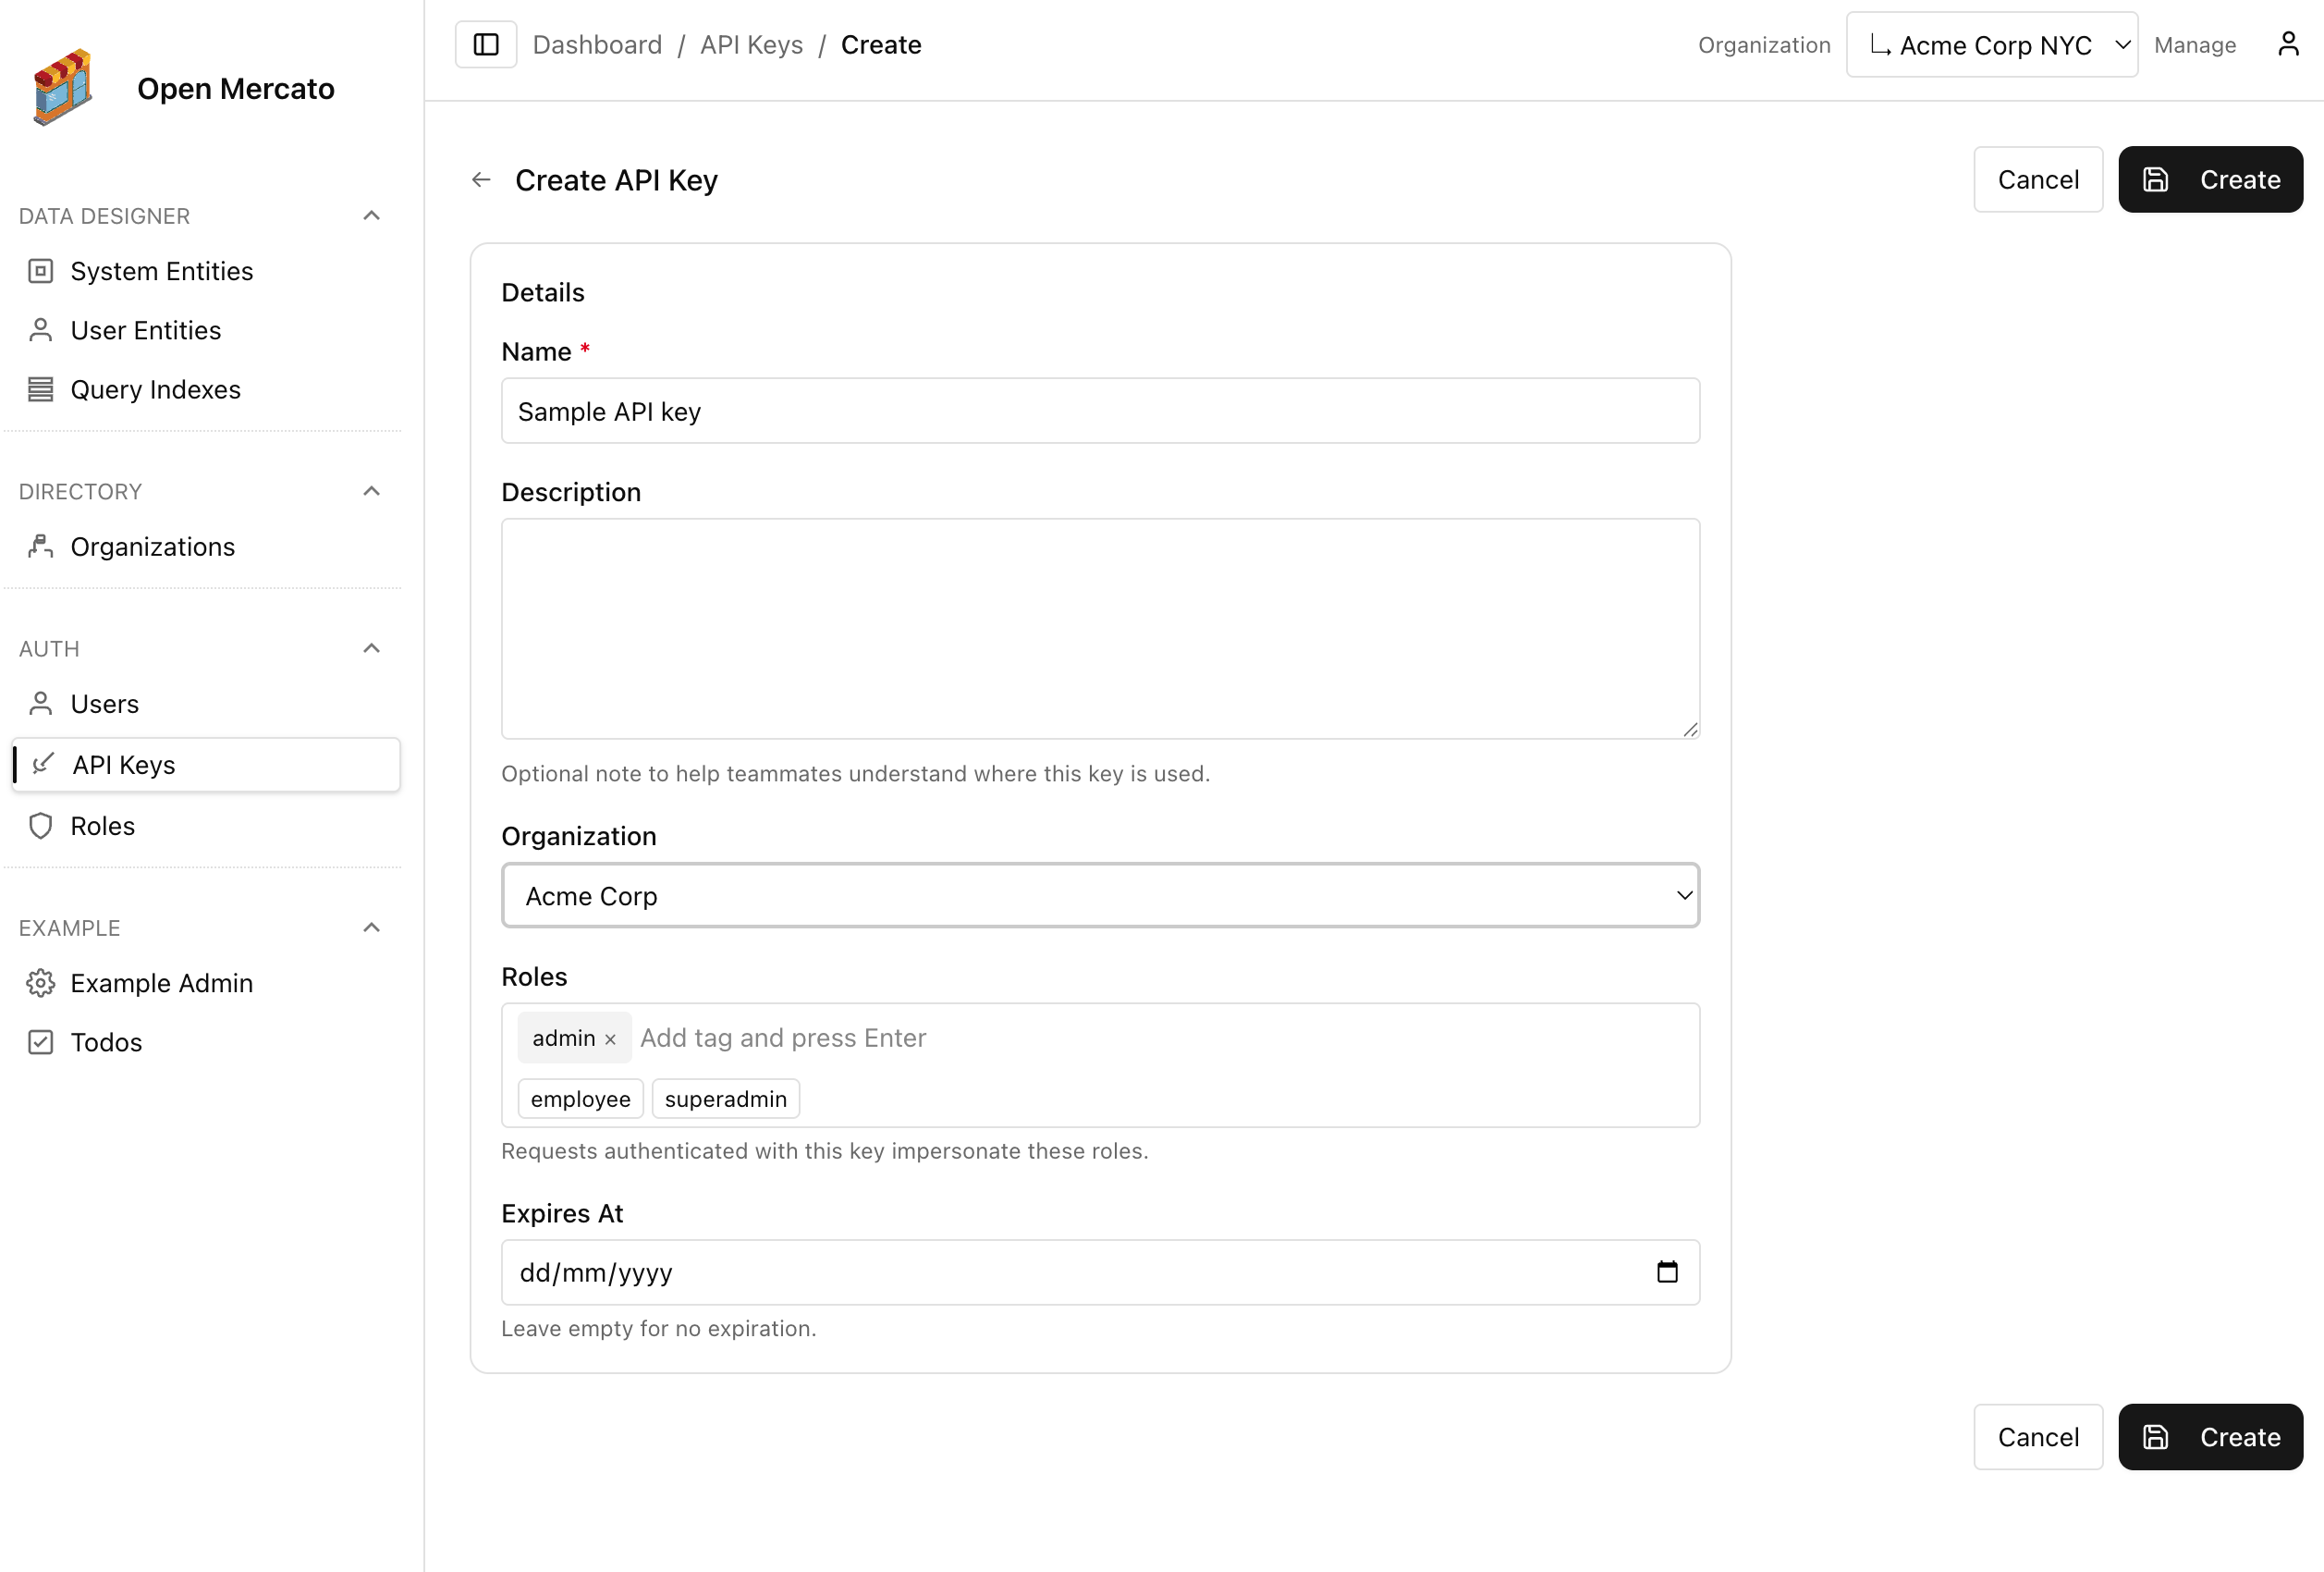 Open Mercato
DATA DESIGNER
System Entities
User Entities
Query Indexes
DIRECTORY
Organizations
AUTH
Users
API Keys
Roles
EXAMPLE
Example Admin
Todos
Dashboard / API Keys / Create
Organization
Acme Corp NYC
Manage
Create API Key
Cancel
Create
Details
Name *
Sample API key
Description
Optional note to help teammates understand where this key is used.
Organization
Acme Corp
Roles
admin × Add tag and press Enter
employee superadmin
Requests authenticated with this key impersonate these roles.
Expires At
dd/mm/yyyy
Leave empty for no expiration.
Cancel
Create